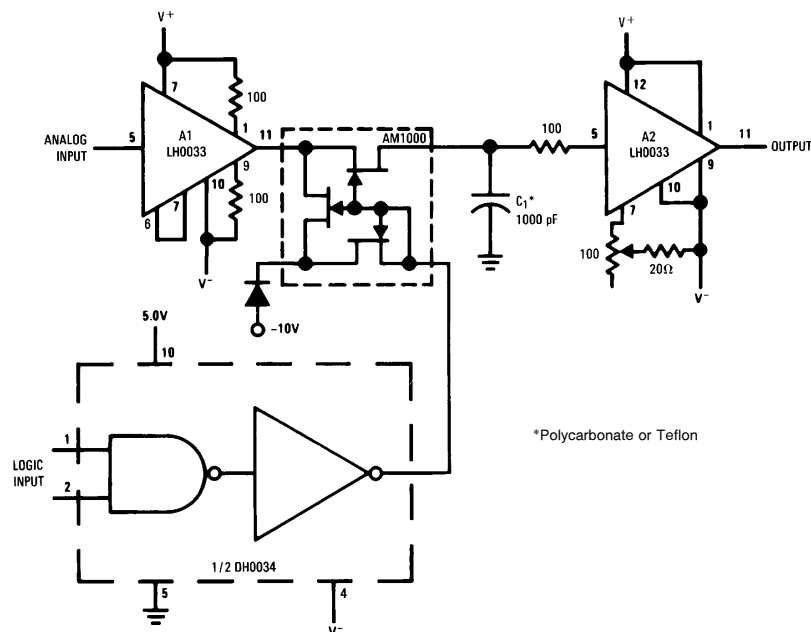 V+
7
100
1
A1
LH0033
ANALOG
INPUT
5
11
9
10
7
6
100
V−
AM1000
100
C1*
1000 pF
V+
12
5
A2
LH0033
1
11
OUTPUT
9
10
7
100
20Ω
V−
−10V
5.0V
10
LOGIC
INPUT
1
2
1/2 DH0034
5
4
V−
*Polycarbonate or Teflon